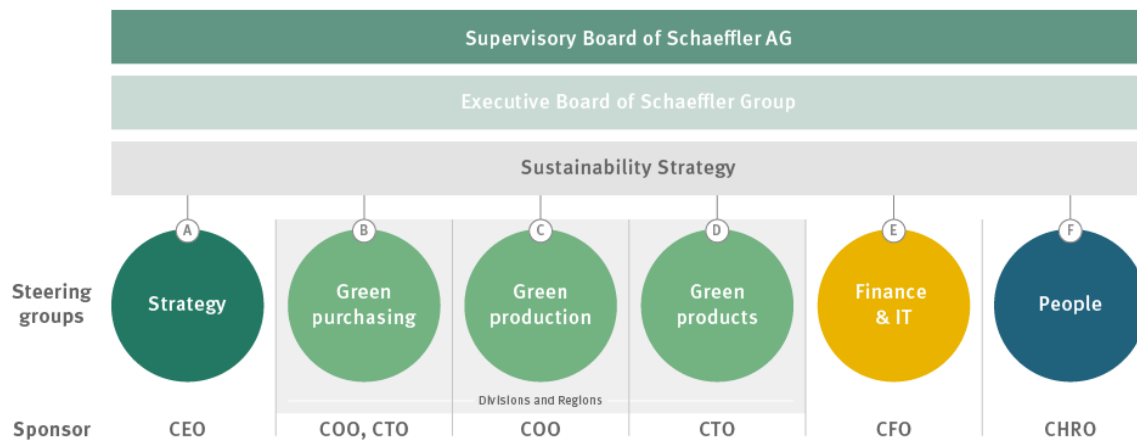 Supervisory Board of Schaeffler AG
Executive Board of Schaeffler Group
Sustainability Strategy
A B C D E F
Steering
groups
Strategy
Green
purchasing
Green
production
Green
products
Finance
& IT
People
Divisions and Regions
Sponsor CEO COO, CTO COO CTO CFO CHRO